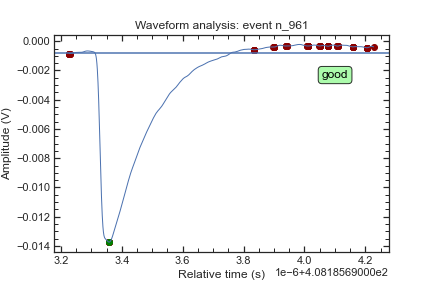 Waveform analysis: event n_961
Amplitude (V)
0.000
−0.002
−0.004
−0.006
−0.008
−0.010
−0.012
−0.014
good
3.2 3.4 3.6 3.8 4.0 4.2
Relative time (s) 1e−6+4.0818569000e2